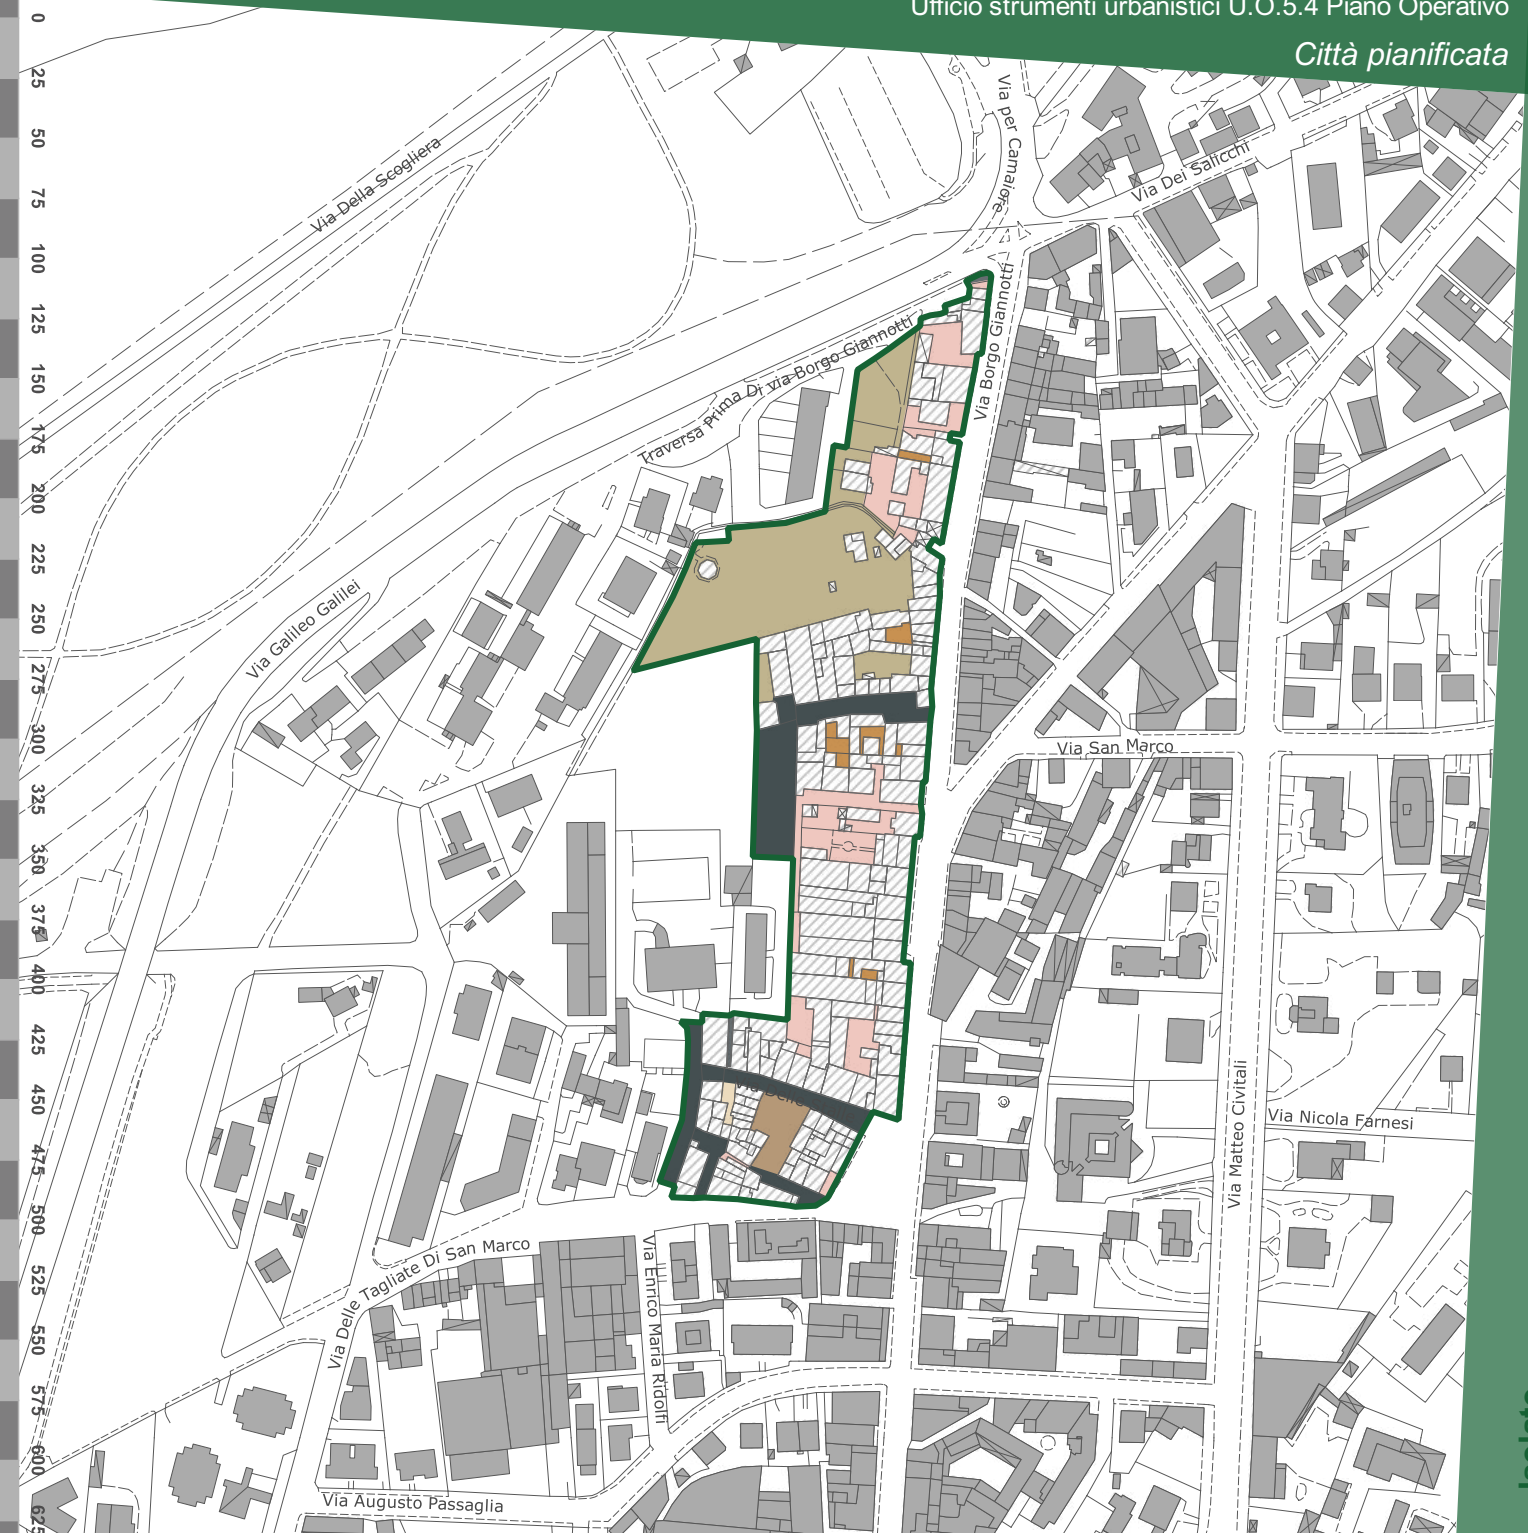 Ufficio strumenti urbanistici U.O.5.4 Piano Operativo
Città pianificata
0
25
50
75
100
125
150
175
200
225
250
275
300
325
350
375
400
425
450
475
500
525
550
575
600
625
Via Della Scogliera
Via per Camaiore
Via Dei Salicchi
Via Borgo Giannotti
Traversa Prima Di via Borgo Giannotti
Via Galileo Galilei
Via San Marco
Via Matteo Civitali
Via Nicola Farnesi
Via Delle Tagliate Di San Marco
Via Enrico Maria Ridolfi
Via Augusto Passaglia